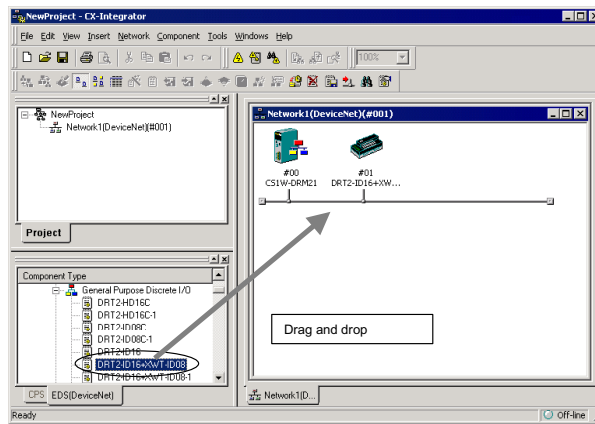 NewProject - CX-Integrator
File Edit View Insert Network Component Tools Windows Help
100%
NewProject
Network1(DeviceNet)(#001)
Project
Component Type
General Purpose Discrete I/O
DRT2-HD16C
DRT2-HD16C-1
DRT2-ID08C
DRT2-ID08C-1
DRT2-ID16
DRT2-ID16+XWT-ID08
DRT2-ID16+XWT-ID08-1
CPS EDS(DeviceNet)
Network1(DeviceNet)(#001)
#00 #01
CS1W-DRM21 DRT2-ID16+XW...
Drag and drop
Network1(D...
Ready Off-line